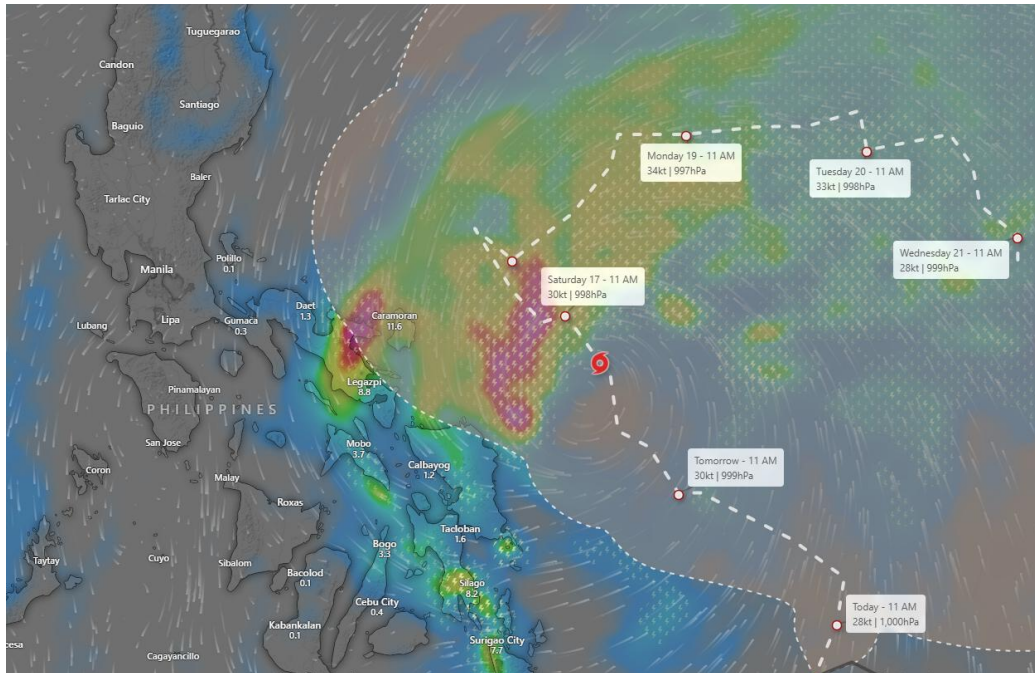 Tuguegarao
Candon
Santiago
Baguio
Baler
Tarlac City
Manila
Polillo
0.1
Lubang
Lipa
Gumaca
0.3
Daet
1.3
Caramoran
11.6
Legazpi
8.8
Pinamalayan
PHILIPPINES
San Jose
Mobo
3.7
Calbayog
1.2
Coron
Malay
Roxas
Tacloban
1.6
Bogo
3.3
Taytay
Cuyo
Sibalom
Bacolod
0.1
Silago
8.2
Cebu City
0.4
Kabankalan
0.1
Surigao City
7.7
Cagayancillo
cesa
Monday 19 - 11 AM
34kt | 997hPa
Tuesday 20 - 11 AM
33kt | 998hPa
Wednesday 21 - 11 AM
28kt | 999hPa
Saturday 17 - 11 AM
30kt | 998hPa
Tomorrow - 11 AM
30kt | 999hPa
Today - 11 AM
28kt | 1,000hPa